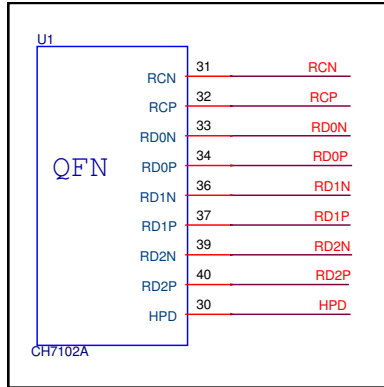 U1
RCN 31 RCN
RCP 32 RCP
RD0N 33 RD0N
QFN
RD0P 34 RD0P
RD1N 36 RD1N
RD1P 37 RD1P
RD2N 39 RD2N
RD2P 40 RD2P
HPD 30 HPD
CH7102A